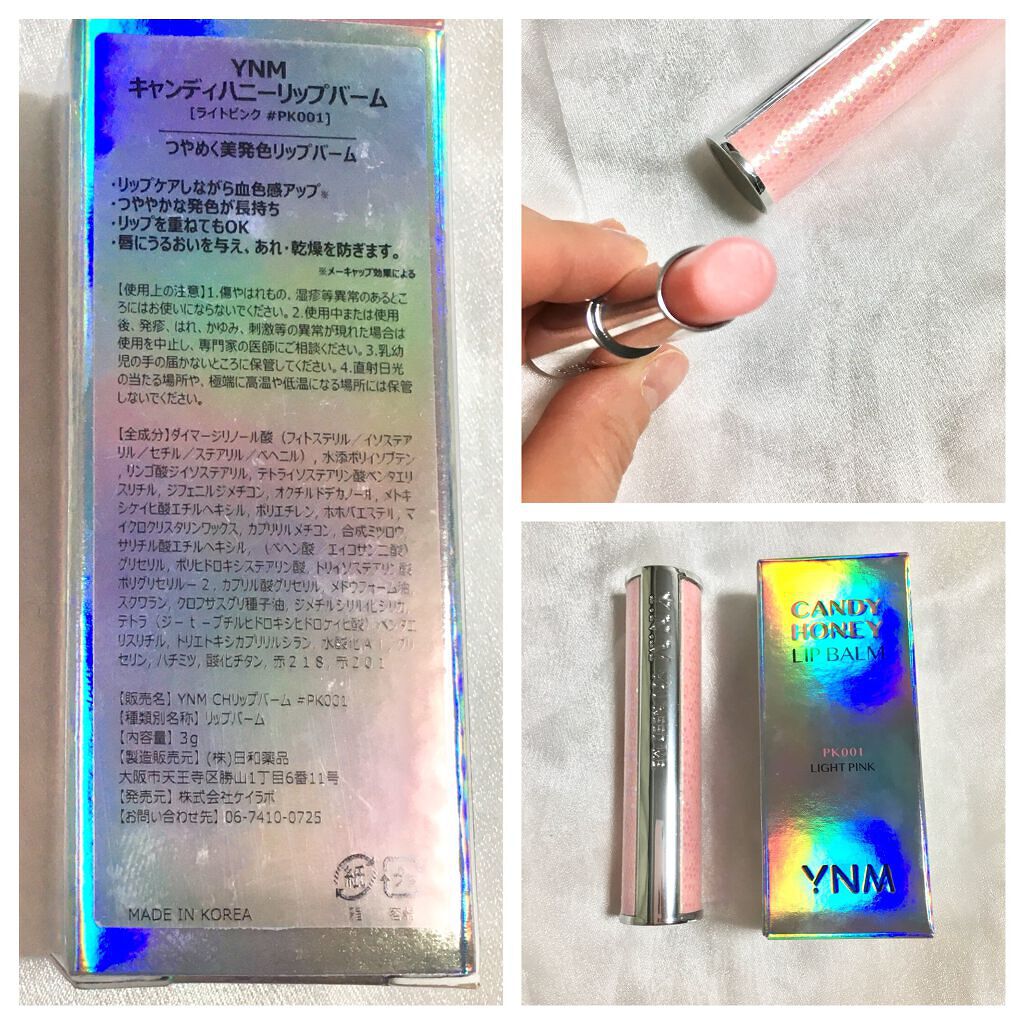 YNM
キャンディハニーリップバーム
[ライトピンク #PK001]
つやめく美発色リップバーム
・リップケアしながら血色感アップ※
・つややかな発色が長持ち
・リップを重ねてもOK
・唇にうるおいを与え、あれ・乾燥を防ぎます。
※メーキャップ効果による
【使用上の注意】1.傷やはれもの、湿疹等異常のあるとこ
ろにはお使いにならないでください。2.使用中または使用
後、発疹、はれ、かゆみ、刺激等の異常が現れた場合は
使用を中止し、専門家の医師にご相談ください。3.乳幼
児の手の届かないところに保管してください。4.直射日光
の当たる場所や、極端に高温や低温になる場所には保管
しないでください。
【全成分】ダイマージリノール酸（フィトステリル／イソステア
リル／セチル／ステアリル／ベヘニル）, 水添ポリイソブテン
, リンゴ酸ジイソステアリル, テトライソステアリン酸ペンタエリ
スリチル, ジフェニルジメチコン, オクチルドデカノール, メトキ
シケイヒ酸エチルヘキシル, ポリエチレン, ホホバエステル, マ
イクロクリスタリンワックス, カプリリルメチコン, 合成ミツロウ
サリチル酸エチルヘキシル, （ベヘン酸／エイコサン二酸）
グリセリル, ポリヒドロキシステアリン酸, トリイソステアリン酸
ポリグリセリル－２, カプリル酸グリセリル, メドウフォーム油
スクワラン, クロフサスグリ種子油, ジメチルシリル化シリカ,
テトラ（ジーｔーブチルヒドロキシヒドロケイヒ酸）ペンタエ
リスリチル, トリエトキシカプリリルシラン, 水酸化Al, グリ
セリン, ハチミツ, 酸化チタン, 赤２１８, 赤２０１
【販売名】YNM CHリップバーム #PK001
【種類別名称】リップバーム
【内容量】3g
【製造販売元】(株)日和薬品
大阪市天王寺区勝山1丁目6番11号
【発売元】株式会社ケイラボ
【お問い合わせ先】06-7410-0725
紙
MADE IN KOREA
CANDY
HONEY
LIP BALM
PK001
LIGHT PINK
YNM